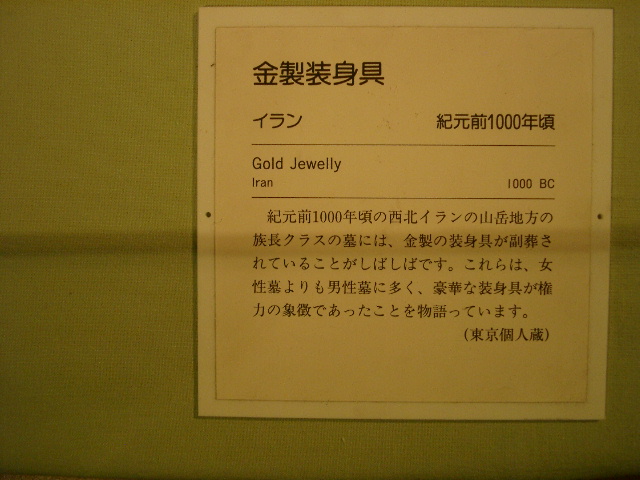 金製装身具
イラン 紀元前1000年頃
Gold Jewelly
Iran 1000 BC
紀元前1000年頃の西北イランの山岳地方の
族長クラスの墓には、金製の装身具が副葬さ
れていることがしばしばです。これらは、女
性墓よりも男性墓に多く、豪華な装身具が権
力の象徴であったことを物語っています。
(東京個人蔵)